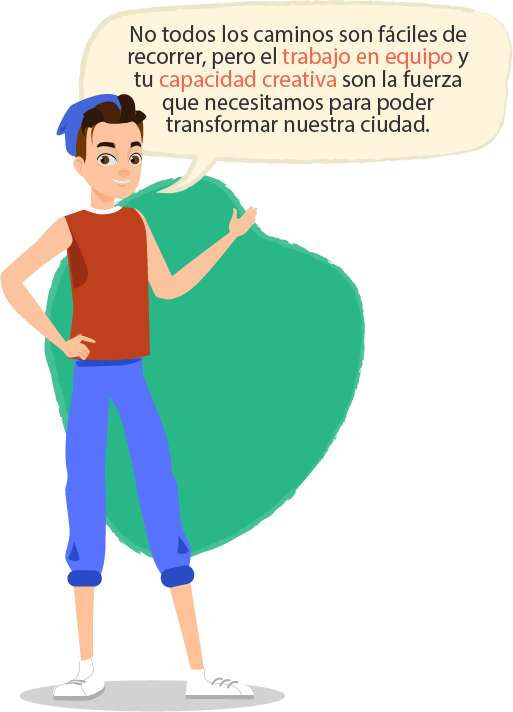 No todos los caminos son fáciles de
recorrer, pero el trabajo en equipo y
tu capacidad creativa son la fuerza
que necesitamos para poder
transformar nuestra ciudad.